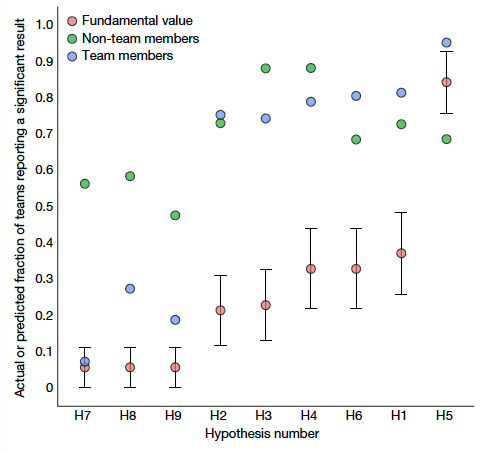 Fundamental value
Non-team members
Team members
Actual or predicted fraction of teams reporting a significant result
1.0
0.9
0.8
0.7
0.6
0.5
0.4
0.3
0.2
0.1
0
H7 H8 H9 H2 H3 H4 H6 H1 H5
Hypothesis number